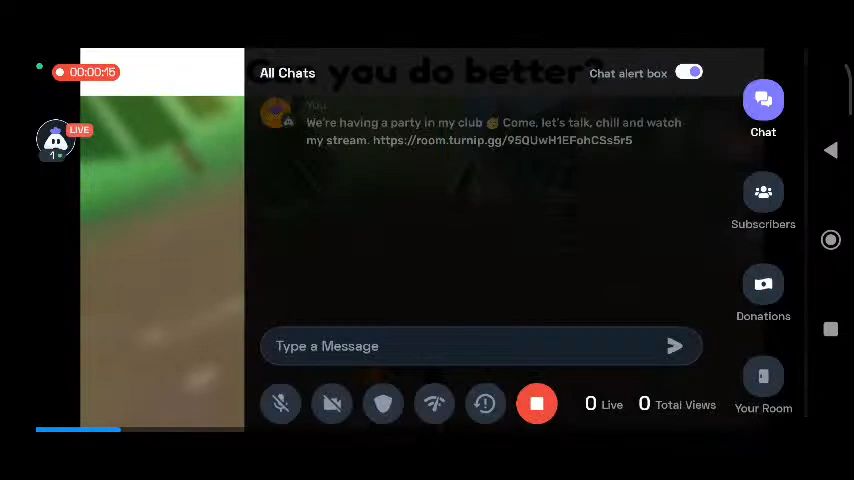 you do better?
00:00:15
All Chats
Chat alert box
LIVE
1
You
We're having a party in my club 🥳 Come, let's talk, chill and watch
my stream. https://room.turnip.gg/95QUwH1EFohCSs5r5
Chat
Subscribers
Donations
Type a Message
0 Live
0 Total Views
Your Room